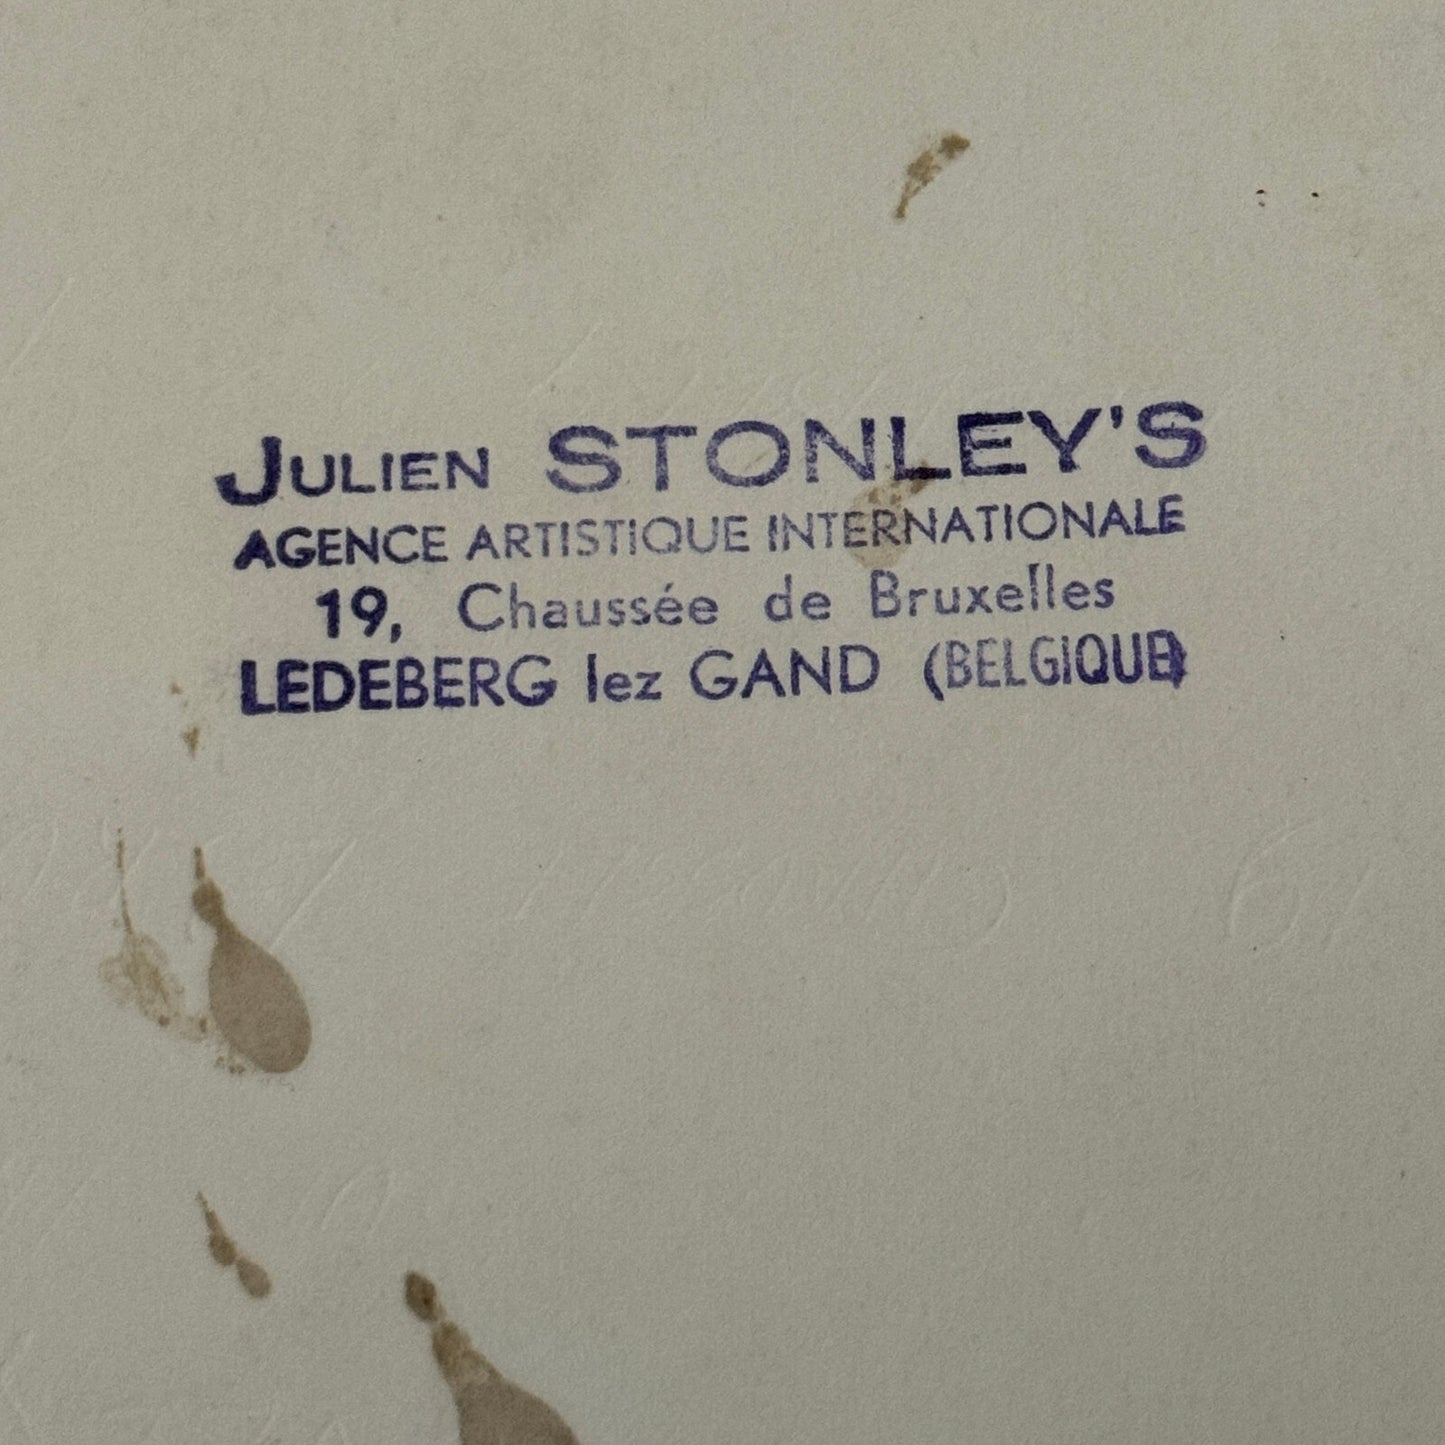 JULIEN STONLEY'S
AGENCE ARTISTIQUE INTERNATIONALE
19, Chaussée de Bruxelles
LEDEBERG lez GAND (BELGIQUE)